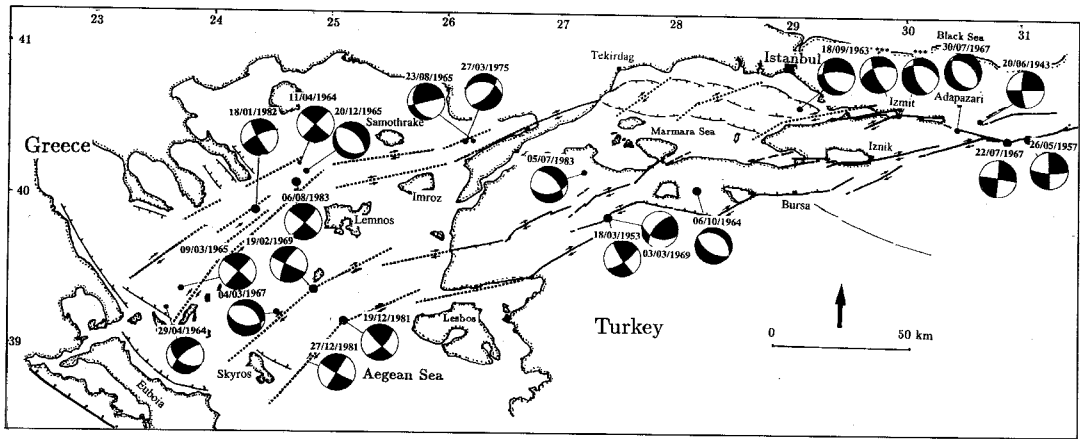 23 24 25 26 27 28 29 30 31
41
40
39
Black Sea
18/09/1963
30/07/1967
20/06/1943
Istanbul
Tekirdag
27/03/1975
23/08/1965
11/04/1964
18/01/1982
20/12/1965
Samothrake
Izmit
Adapazari
Marmara Sea
Greece
05/07/1983
Iznik
22/07/1967
26/05/1957
Imroz
Bursa
06/08/1983
Lemnos
06/10/1964
18/03/1953
03/03/1969
09/03/1965
19/02/1969
04/03/1967
29/04/1964
19/12/1981
27/12/1981
Lesbos
Turkey
0 50 km
Skyros
Aegean Sea
Euboia